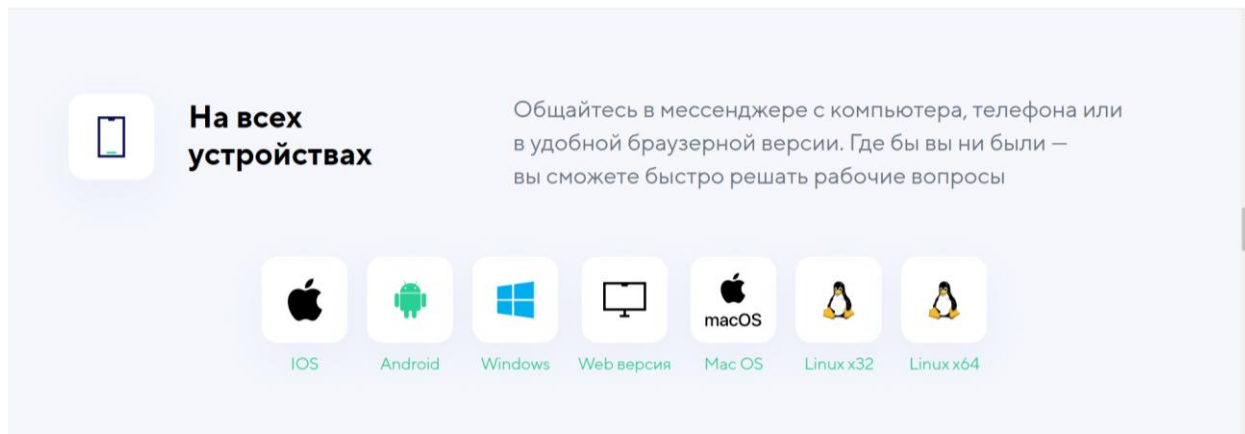 На всех
устройствах
Общайтесь в мессенджере с компьютера, телефона или
в удобной браузерной версии. Где бы вы ни были —
вы сможете быстро решать рабочие вопросы
macOS
IOS
Android
Windows
Web версия
Mac OS
Linux x32
Linux x64